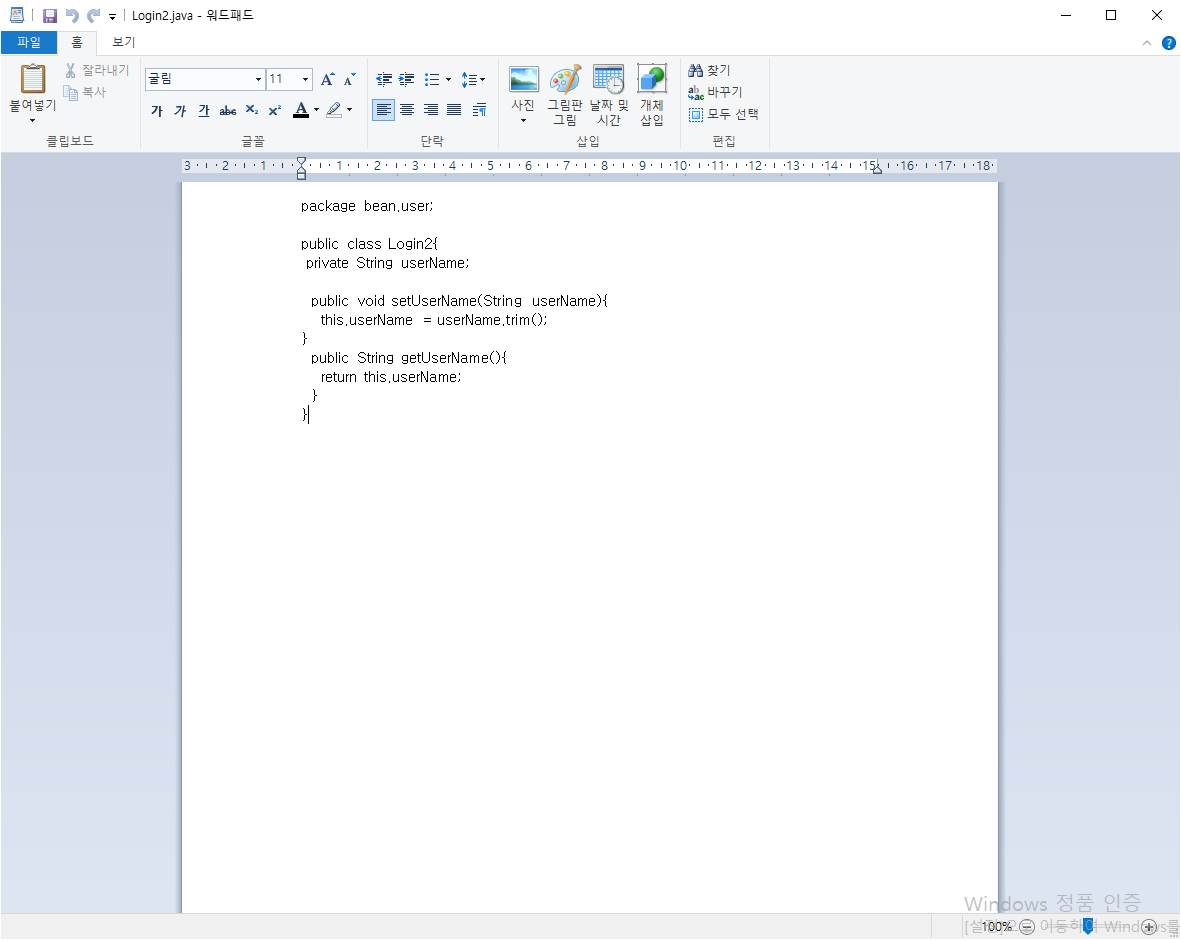 Login2.java - 워드패드
파일 홈 보기
붙여넣기
잘라내기
복사
클립보드
굴림 11
가 가 가 abc X₂ X² A
글꼴
단락
사진
그림판 그림
날짜 및 시간
개체 삽입
삽입
찾기
바꾸기
모두 선택
편집
3 2 1 1 2 3 4 5 6 7 8 9 10 11 12 13 14 15 16 17 18
package bean.user;
public class Login2{
private String userName;
public void setUserName(String userName){
this.userName = userName.trim();
}
public String getUserName(){
return this.userName;
}
}
Windows 정품 인증
[설정]으로 이동하여 Windows를
100%